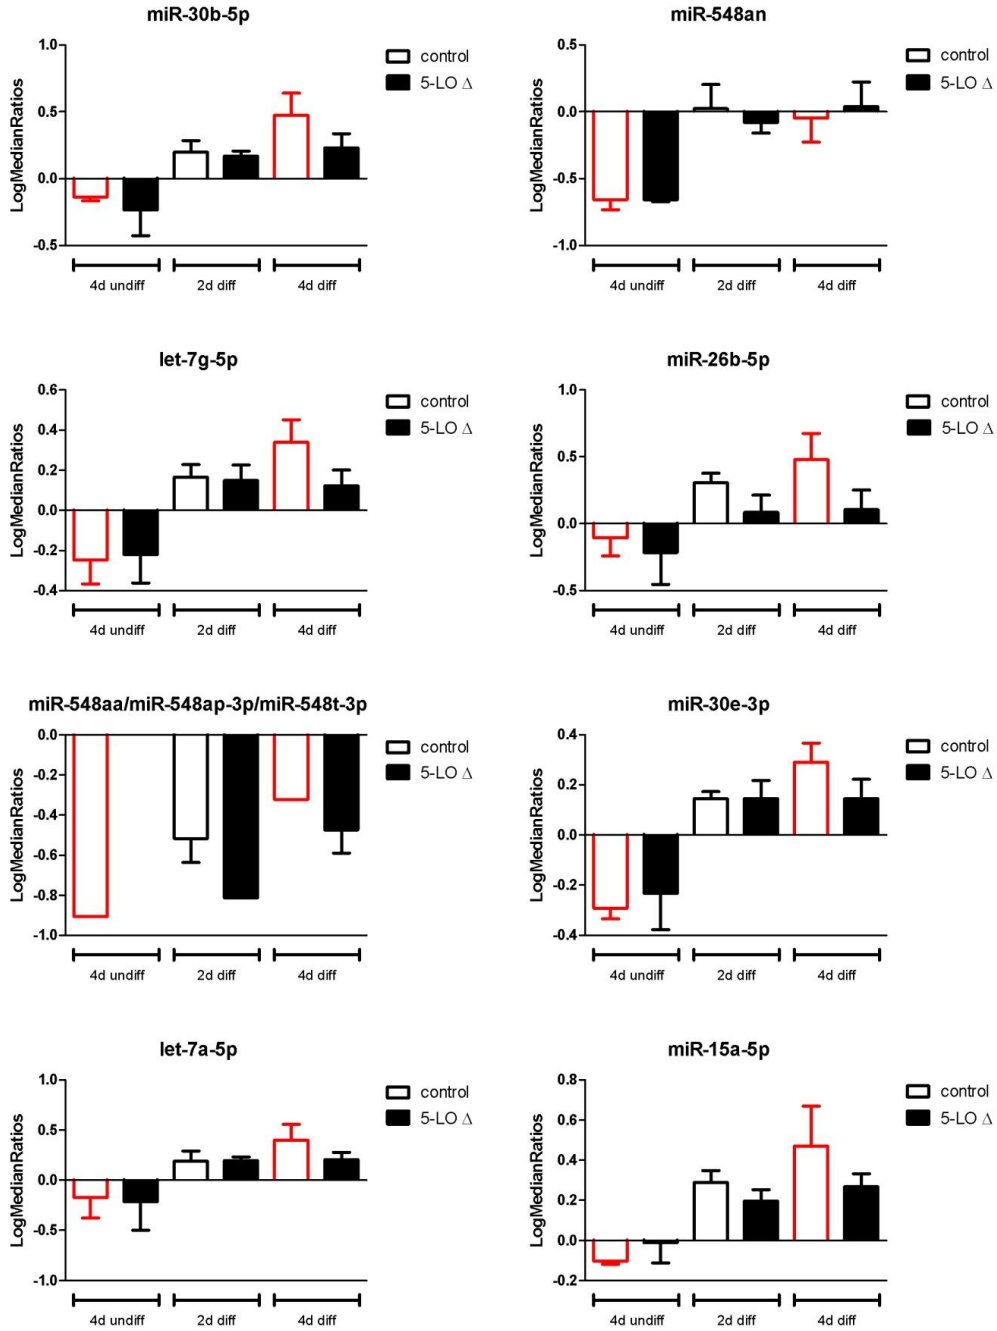 miR-30b-5p
LogMedianRatios
1.0
0.5
0.0
-0.5
4d undiff
2d diff
4d diff
control
5-LO Δ
miR-548an
LogMedianRatios
0.5
0.0
-0.5
-1.0
4d undiff
2d diff
4d diff
control
5-LO Δ
let-7g-5p
LogMedianRatios
0.6
0.4
0.2
0.0
-0.2
-0.4
4d undiff
2d diff
4d diff
control
5-LO Δ
miR-26b-5p
LogMedianRatios
1.0
0.5
0.0
-0.5
4d undiff
2d diff
4d diff
control
5-LO Δ
miR-548aa/miR-548ap-3p/miR-548t-3p
LogMedianRatios
0.0
-0.2
-0.4
-0.6
-0.8
-1.0
4d undiff
2d diff
4d diff
control
5-LO Δ
miR-30e-3p
LogMedianRatios
0.4
0.2
0.0
-0.2
-0.4
4d undiff
2d diff
4d diff
control
5-LO Δ
let-7a-5p
LogMedianRatios
1.0
0.5
0.0
-0.5
-1.0
4d undiff
2d diff
4d diff
control
5-LO Δ
miR-15a-5p
LogMedianRatios
0.8
0.6
0.4
0.2
0.0
-0.2
4d undiff
2d diff
4d diff
control
5-LO Δ